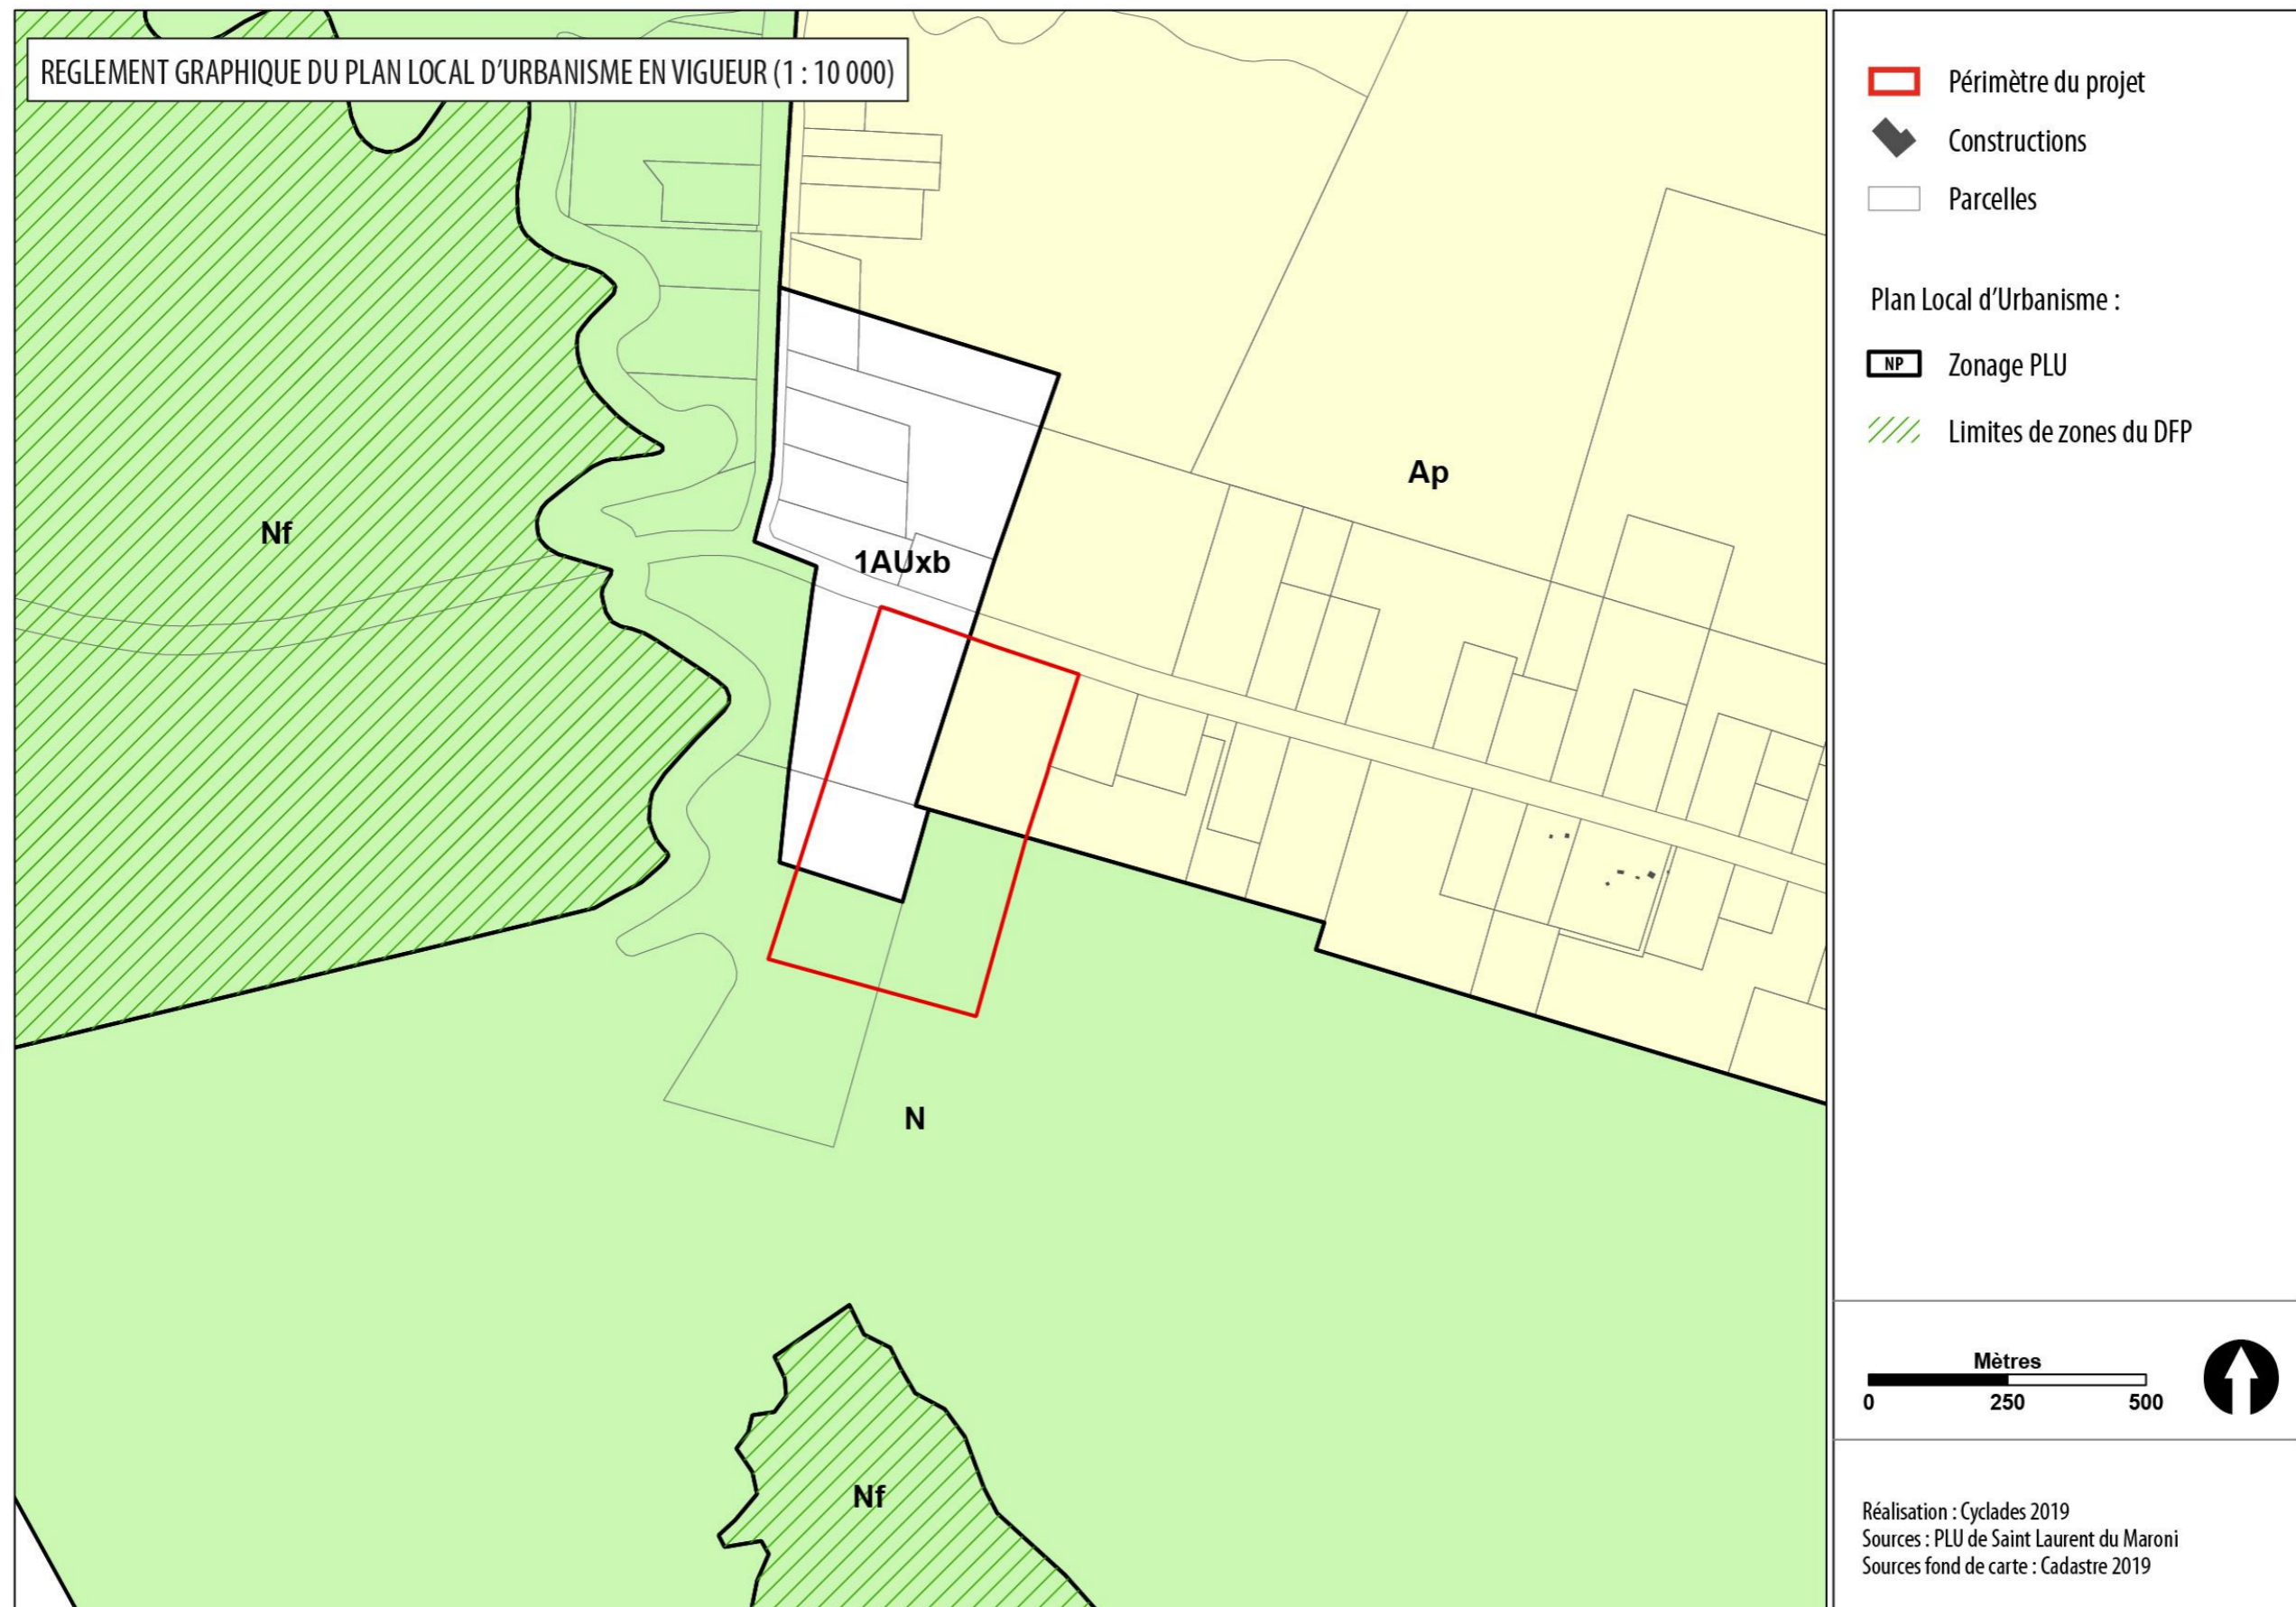 REGLEMENT GRAPHIQUE DU PLAN LOCAL D'URBANISME EN VIGUEUR (1 : 10 000)
Ap
Nf
1AUxb
N
Nf
Périmètre du projet
Constructions
Parcelles
Plan Local d'Urbanisme :
NP Zonage PLU
Limites de zones du DFP
Mètres
0 250 500
Réalisation : Cyclades 2019
Sources : PLU de Saint Laurent du Maroni
Sources fond de carte : Cadastre 2019